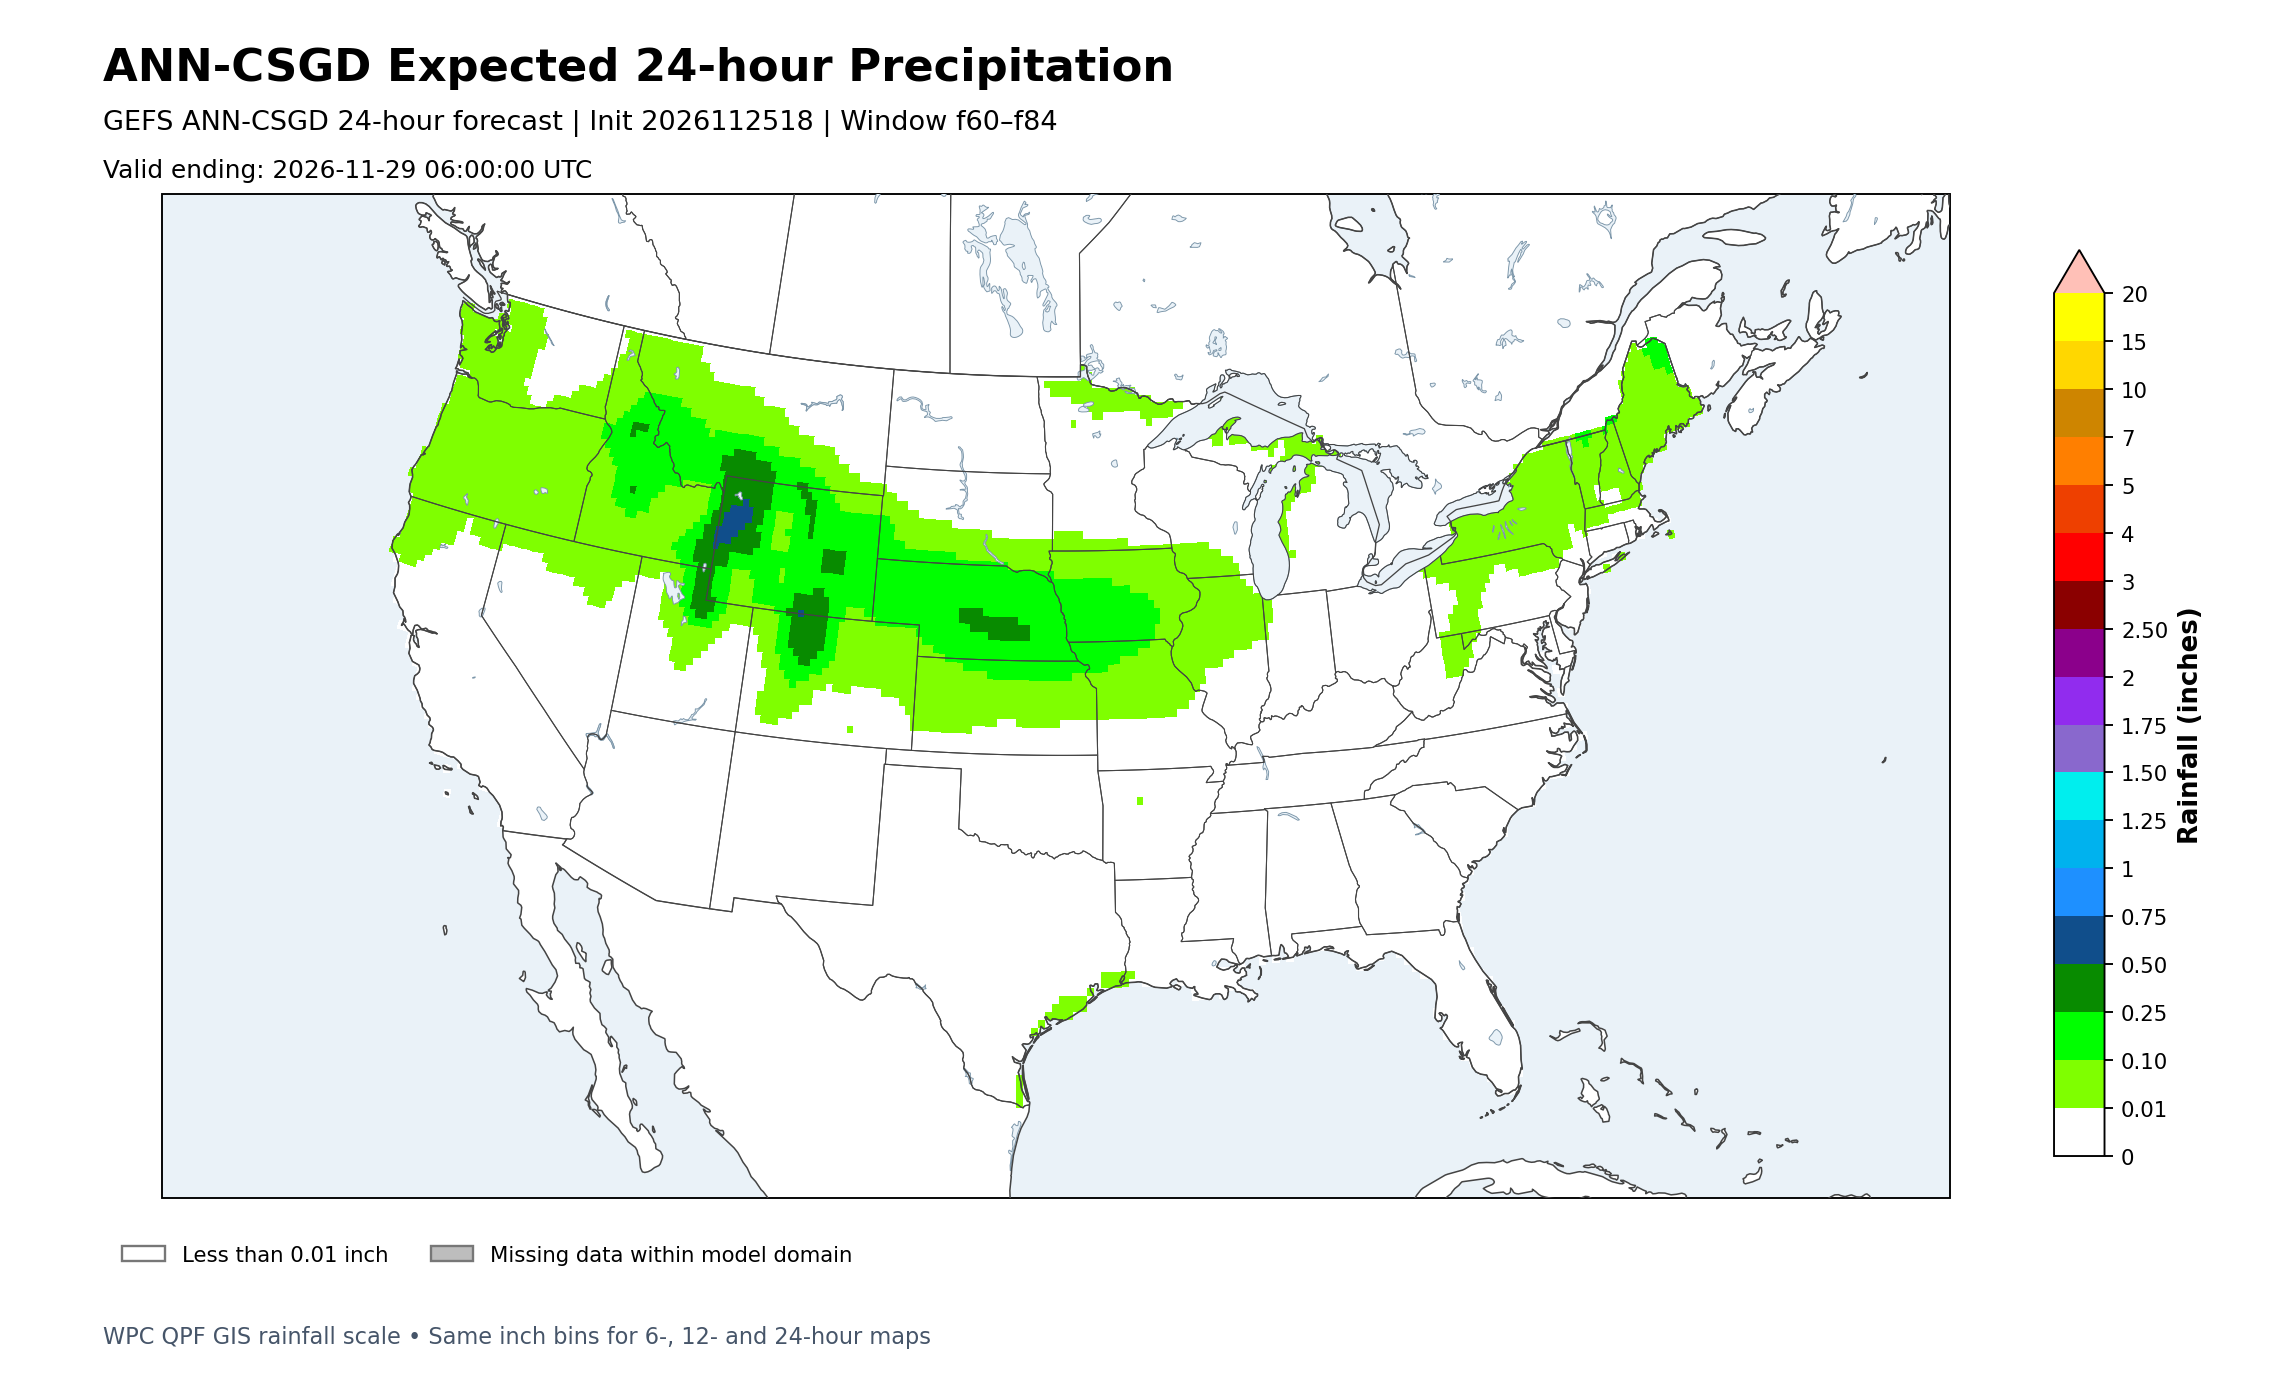 ANN-CSGD Expected 24-hour Precipitation
GEFS ANN-CSGD 24-hour forecast | Init 2026112518 | Window f60–f84
Valid ending: 2026-11-29 06:00:00 UTC
20
15
10
7
5
4
3
2.50
2
1.75
1.50
1.25
1
0.75
0.50
0.25
0.10
0.01
0
Rainfall (inches)
Less than 0.01 inch
Missing data within model domain
WPC QPF GIS rainfall scale • Same inch bins for 6-, 12- and 24-hour maps